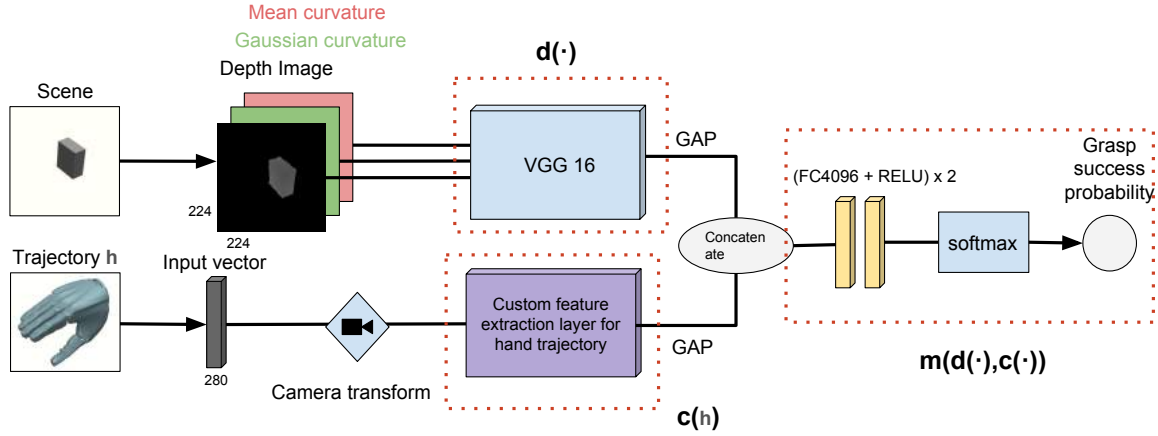 Mean curvature
Gaussian curvature
Depth Image
Scene
224
224
d(·)
VGG 16
GAP
Trajectory h
Input vector
280
Camera transform
Custom feature
extraction layer for
hand trajectory
c(h)
GAP
Concaten
ate
(FC4096 + RELU) x 2
softmax
Grasp
success
probability
m(d(·),c(·))